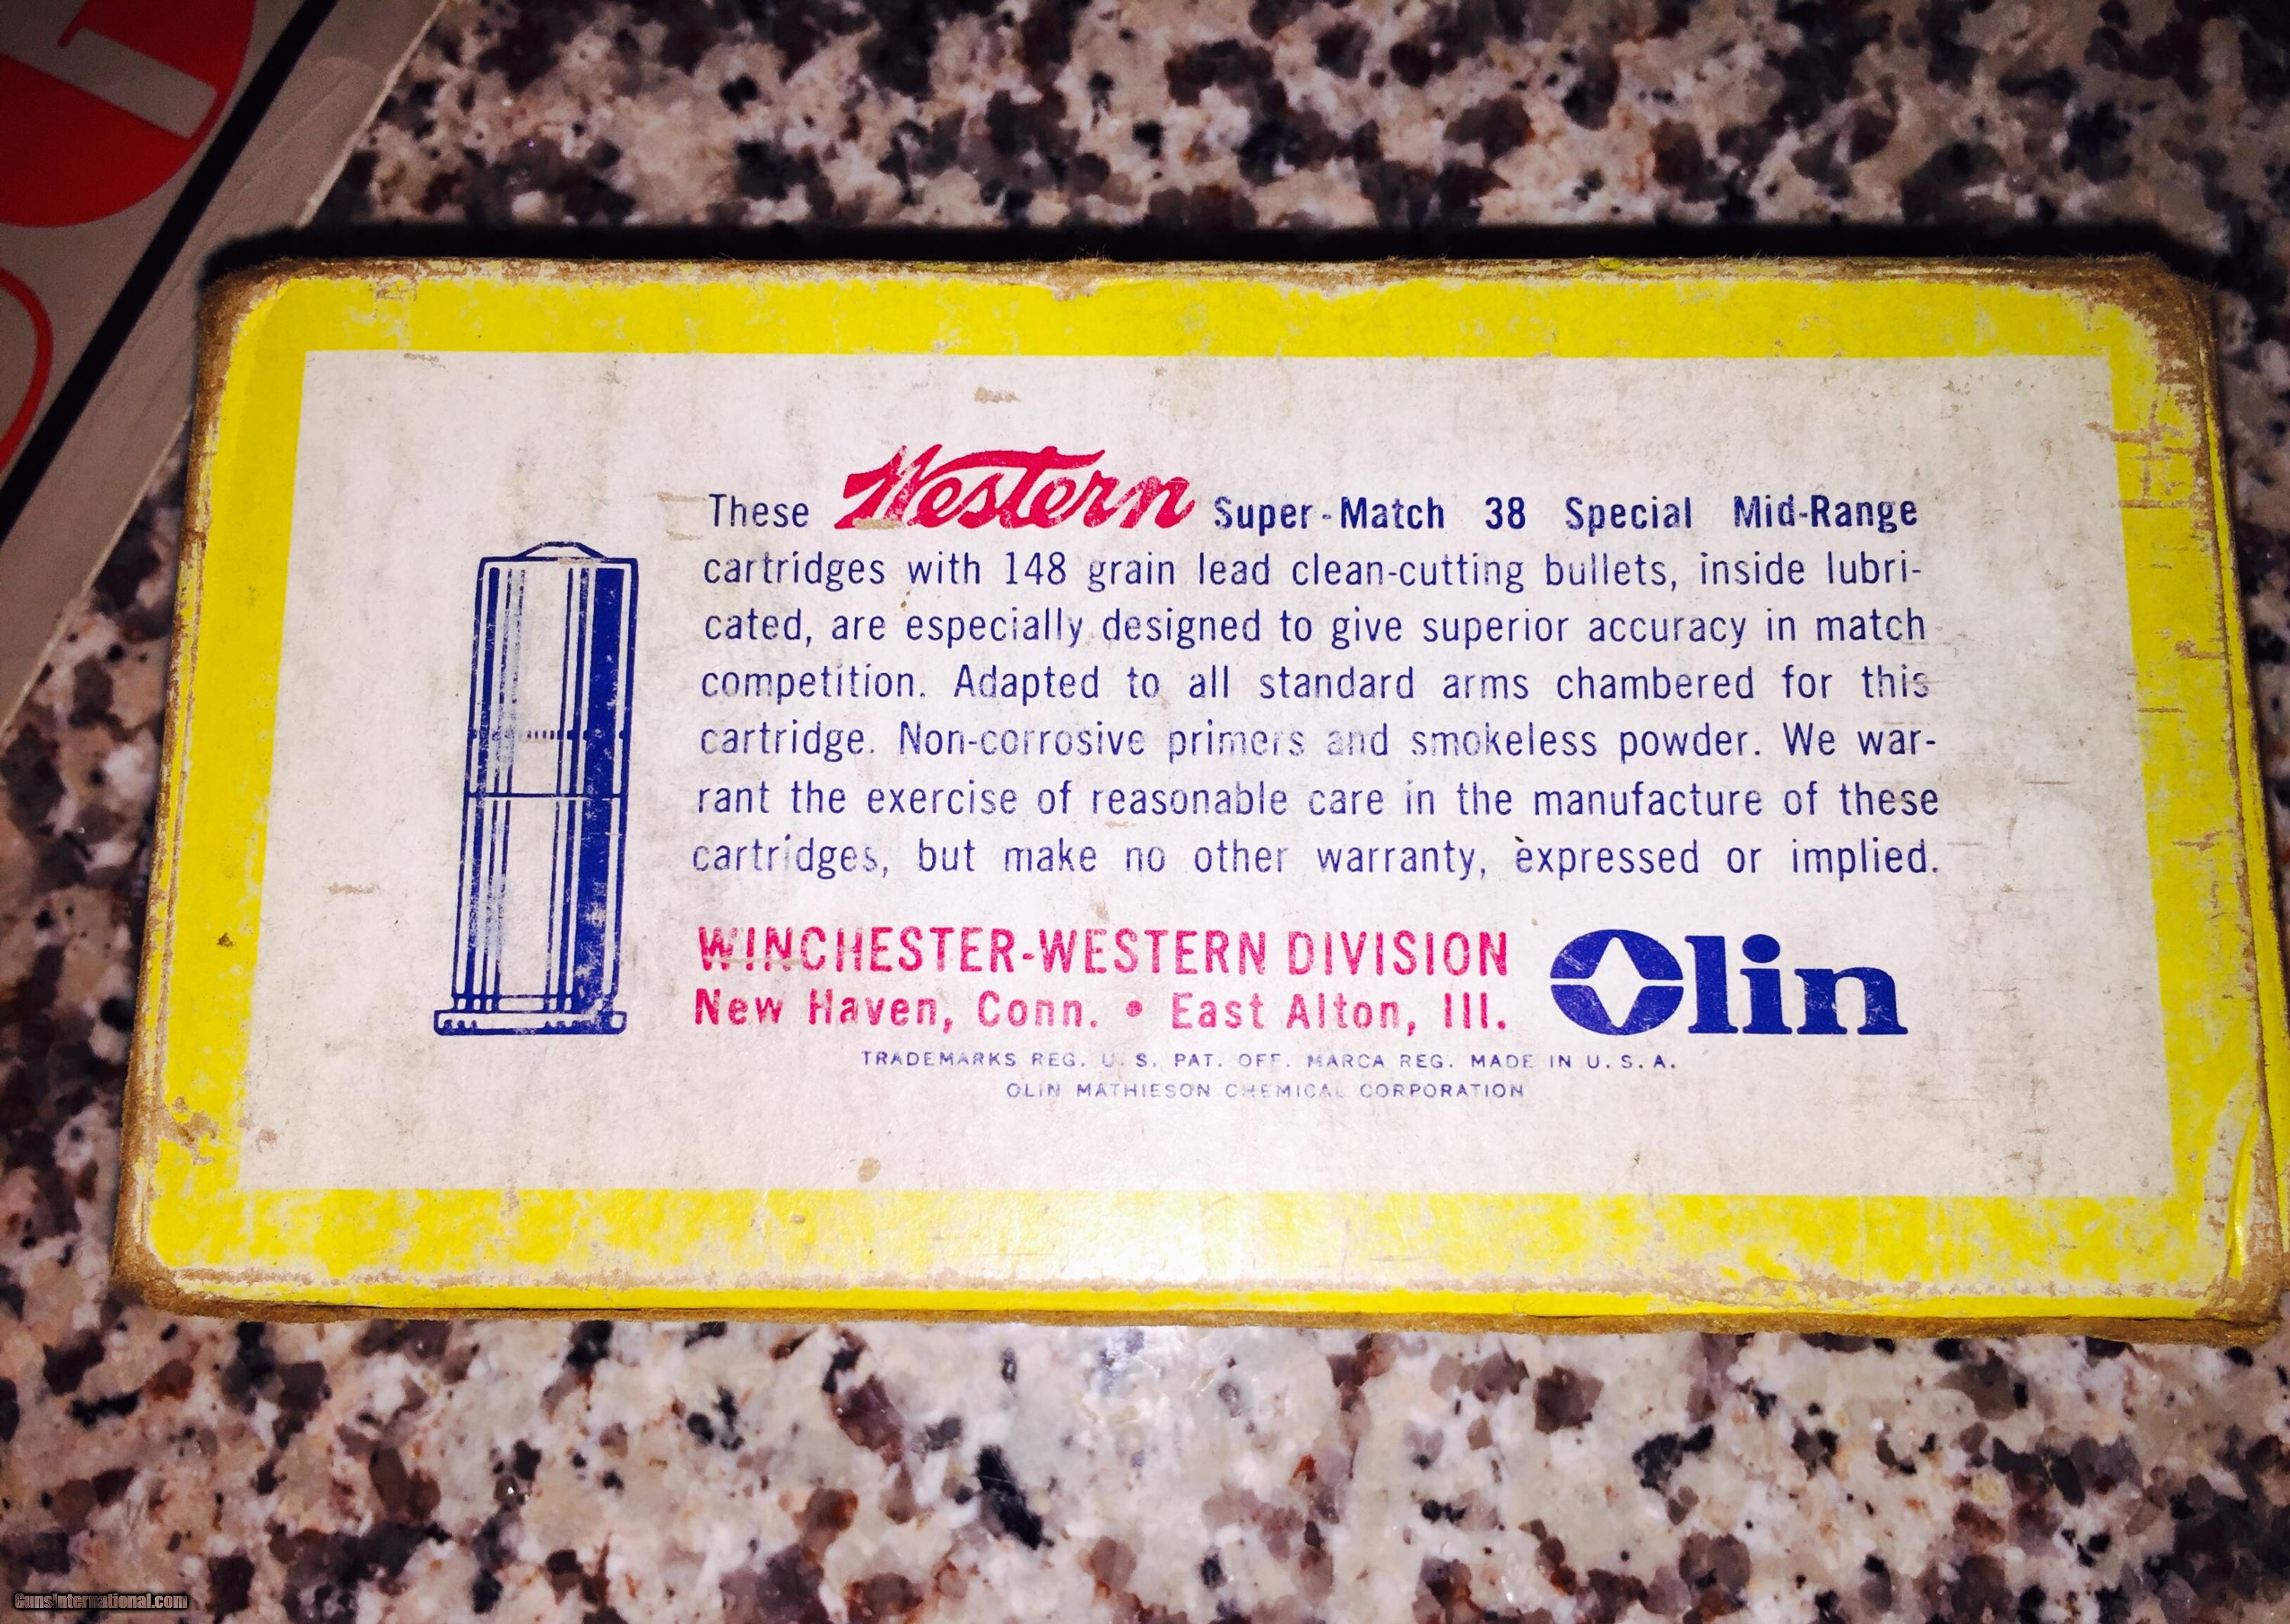 These Western Super-Match 38 Special Mid-Range
cartridges with 148 grain lead clean-cutting bullets, inside lubri-
cated, are especially designed to give superior accuracy in match
competition. Adapted to all standard arms chambered for this
cartridge. Non-corrosive primers and smokeless powder. We war-
rant the exercise of reasonable care in the manufacture of these
cartridges, but make no other warranty, expressed or implied.
WINCHESTER-WESTERN DIVISION
New Haven, Conn. • East Alton, Ill.
Olin
TRADEMARKS REG. U. S. PAT. OFF. MARCA REG. MADE IN U. S. A.
OLIN MATHIESON CHEMICAL CORPORATION
GunsInternational.com